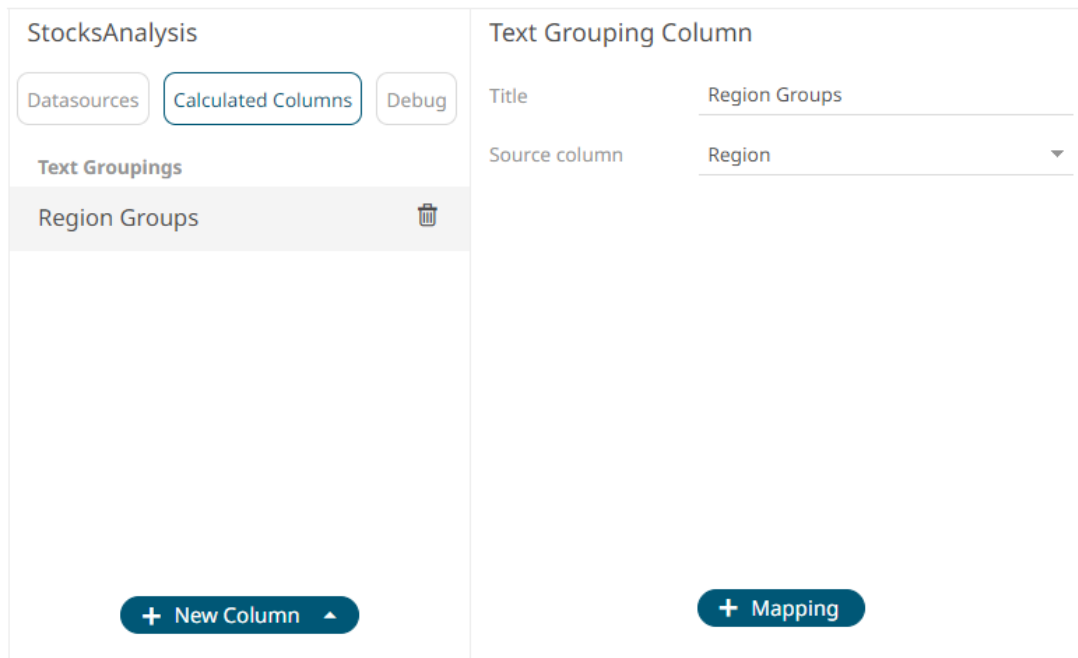 StocksAnalysis
Datasources
Calculated Columns
Debug
Text Groupings
Region Groups
+ New Column
Text Grouping Column
Title
Region Groups
Source column
Region
+ Mapping